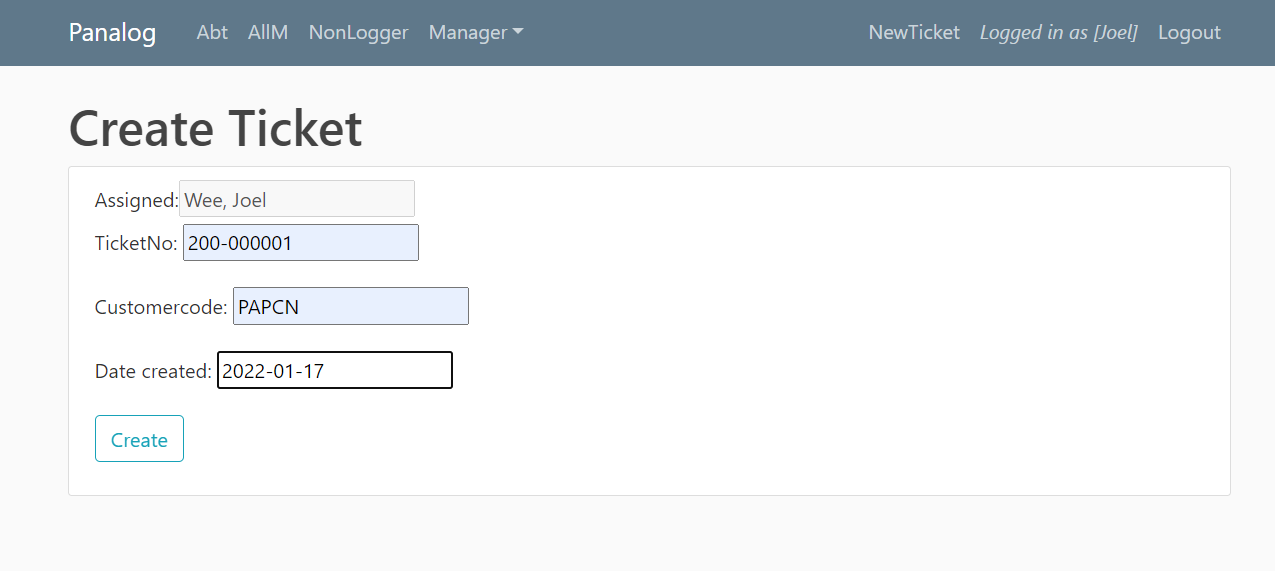 Panalog Abt AllM NonLogger Manager NewTicket Logged in as [Joel] Logout
Create Ticket
Assigned: Wee, Joel
TicketNo: 200-000001
Customercode: PAPCN
Date created: 2022-01-17
Create